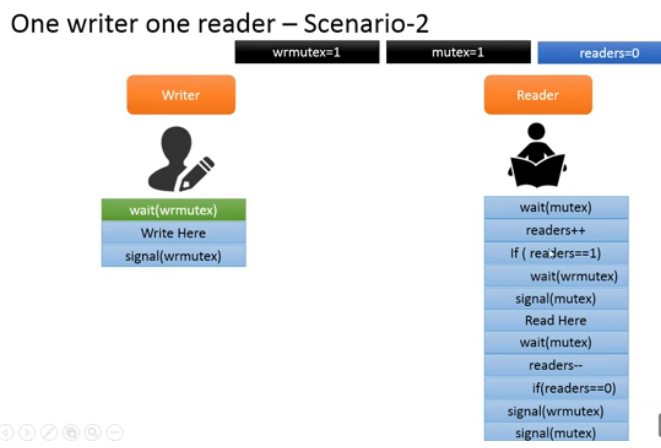 One writer one reader – Scenario-2
wrmutex=1
mutex=1
readers=0
Writer
Reader
wait(wrmutex)
Write Here
signal(wrmutex)
wait(mutex)
readers++
If ( readers==1)
wait(wrmutex)
signal(mutex)
Read Here
wait(mutex)
readers--
if(readers==0)
signal(wrmutex)
signal(mutex)